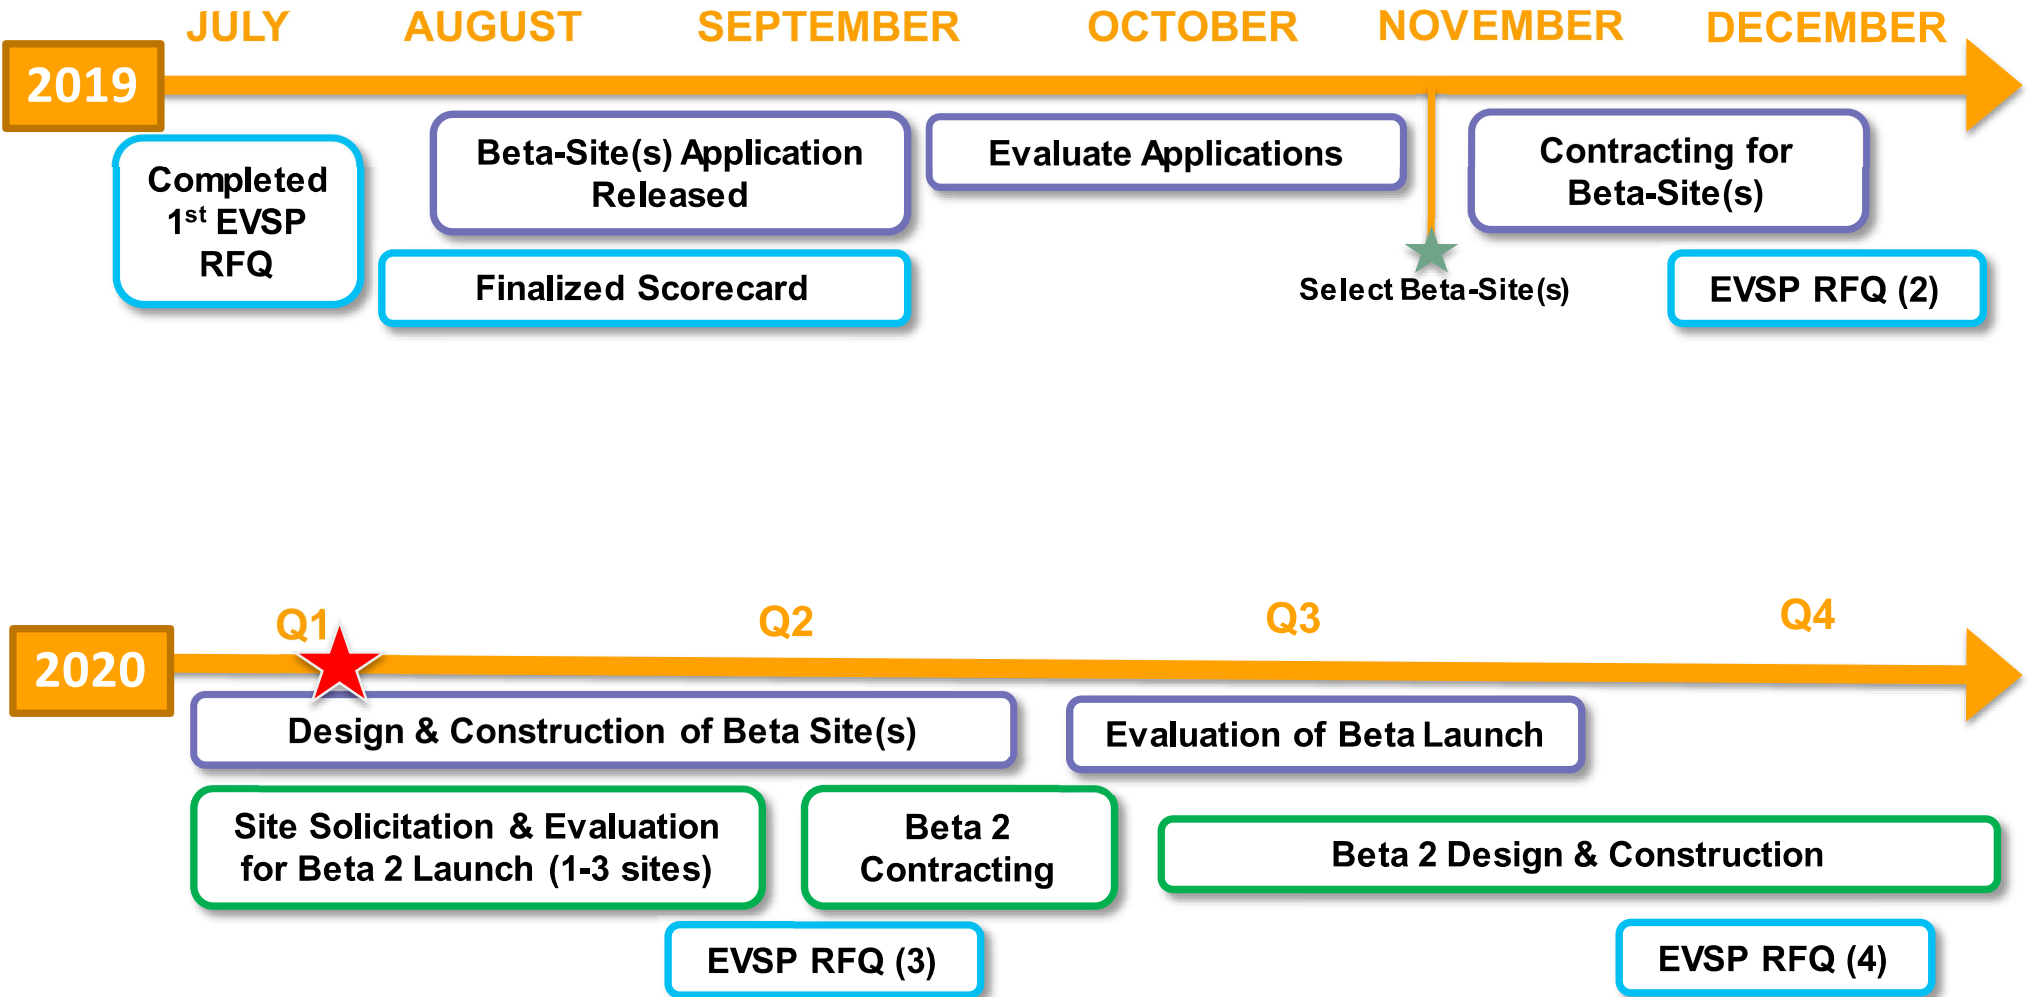 JULY AUGUST SEPTEMBER OCTOBER NOVEMBER DECEMBER
2019
Completed
1st EVSP
RFQ
Beta-Site(s) Application
Released
Finalized Scorecard
Evaluate Applications
Select Beta-Site(s)
Contracting for
Beta-Site(s)
EVSP RFQ (2)
Q1 Q2 Q3 Q4
2020
Design & Construction of Beta Site(s)
Evaluation of Beta Launch
Site Solicitation & Evaluation
for Beta 2 Launch (1-3 sites)
Beta 2
Contracting
Beta 2 Design & Construction
EVSP RFQ (3)
EVSP RFQ (4)